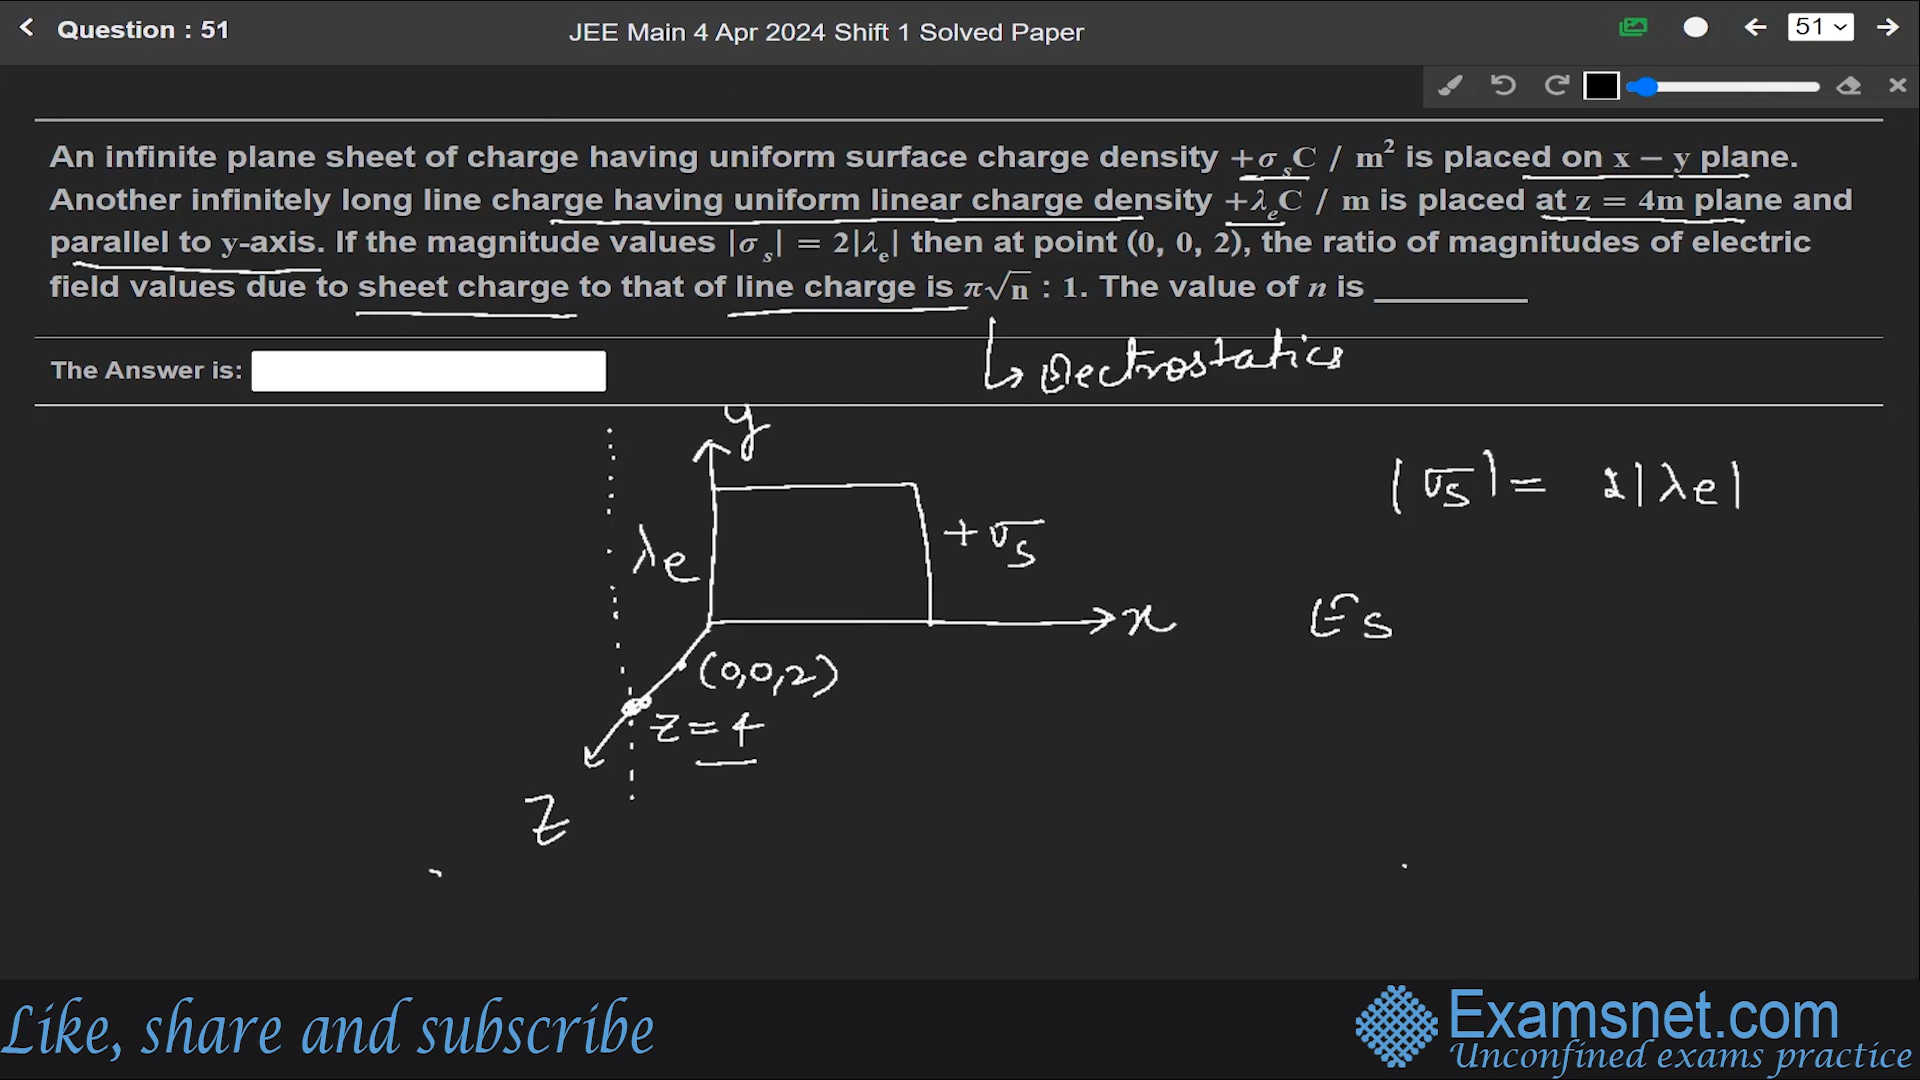 Question : 51
JEE Main 4 Apr 2024 Shift 1 Solved Paper
51
An infinite plane sheet of charge having uniform surface charge density +σₛC / m² is placed on x − y plane.
Another infinitely long line charge having uniform linear charge density +λₑC / m is placed at z = 4m plane and
parallel to y-axis. If the magnitude values |σₛ| = 2|λₑ| then at point (0, 0, 2), the ratio of magnitudes of electric
field values due to sheet charge to that of line charge is π√n : 1. The value of n is ________
The Answer is:
Electrostatics
y
|σₛ| = 2|λₑ|
+σₛ
λₑ
x
Eₛ
(0,0,2)
z = 4
Z
Like, share and subscribe
Examsnet.com
Unconfined exams practice